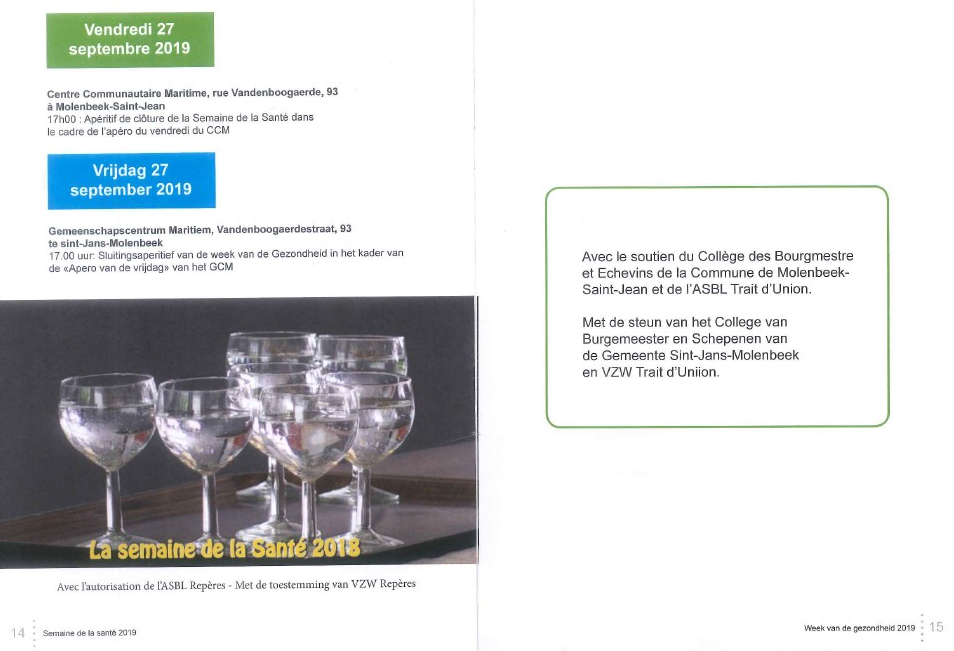 Vendredi 27
septembre 2019
Centre Communautaire Maritime, rue Vandenboogaerde, 93
à Molenbeek-Saint-Jean
17h00 : Apéritif de clôture de la Semaine de la Santé dans
le cadre de l'apéro du vendredi du CCM
Vrijdag 27
september 2019
Gemeenschapscentrum Maritiem, Vandenboogaerdestraat, 93
te sint-Jans-Molenbeek
17.00 uur: Sluitingsaperitief van de week van de Gezondheid in het kader van
de «Apero van de vrijdag» van het GCM
La semaine de la Santé 2018
Avec l'autorisation de l'ASBL Repères - Met de toestemming van VZW Repères
14
Semaine de la santé 2019
Avec le soutien du Collège des Bourgmestre
et Echevins de la Commune de Molenbeek-
Saint-Jean et de l'ASBL Trait d'Union.
Met de steun van het College van
Burgemeester en Schepenen van
de Gemeente Sint-Jans-Molenbeek
en VZW Trait d'Uniion.
Week van de gezondheid 2019
15